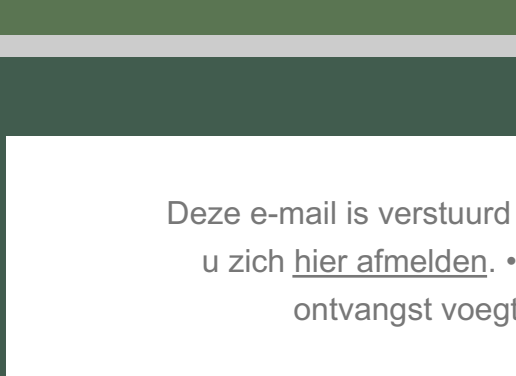 Deze e-mail is verstuurd
u zich hier afmelden. •
ontvangst voegt